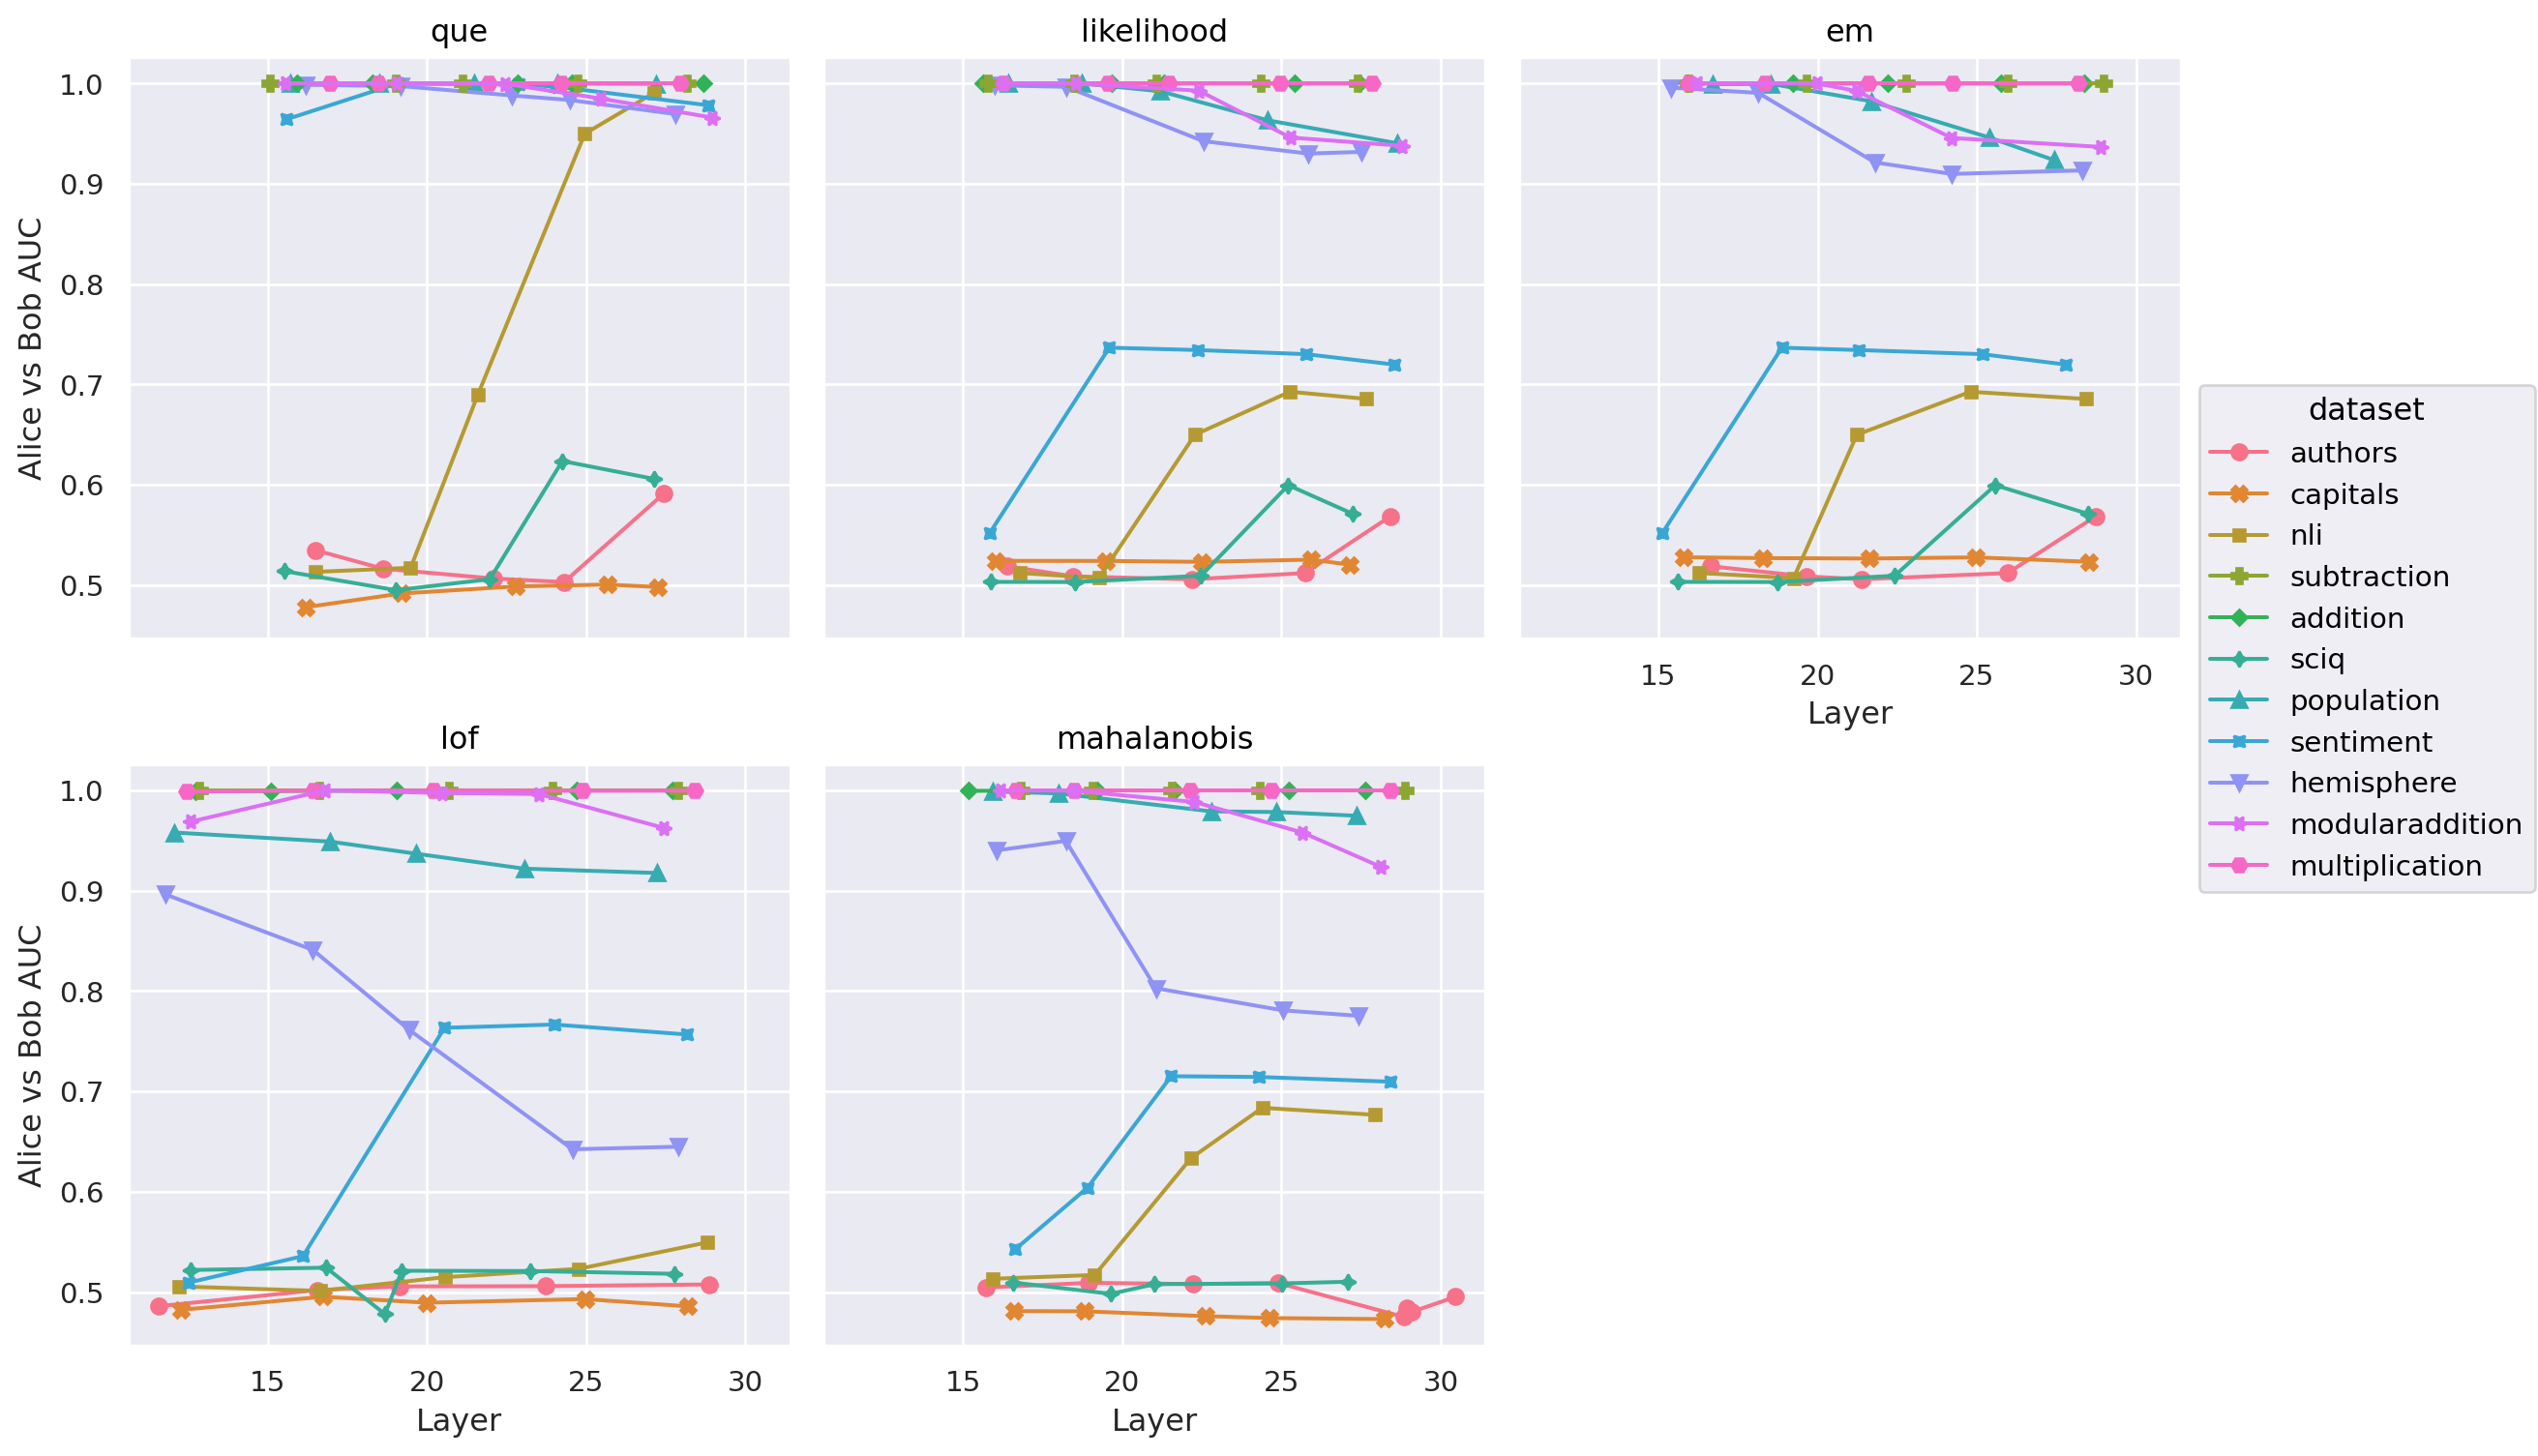 que
likelihood
em
1.0
0.9
0.8
0.7
0.6
0.5
Alice vs Bob AUC
15
20
25
30
Layer
lof
mahalanobis
1.0
0.9
0.8
0.7
0.6
0.5
Alice vs Bob AUC
15
20
25
30
Layer
15
20
25
30
Layer
dataset
authors
capitals
nli
subtraction
addition
sciq
population
sentiment
hemisphere
modularaddition
multiplication